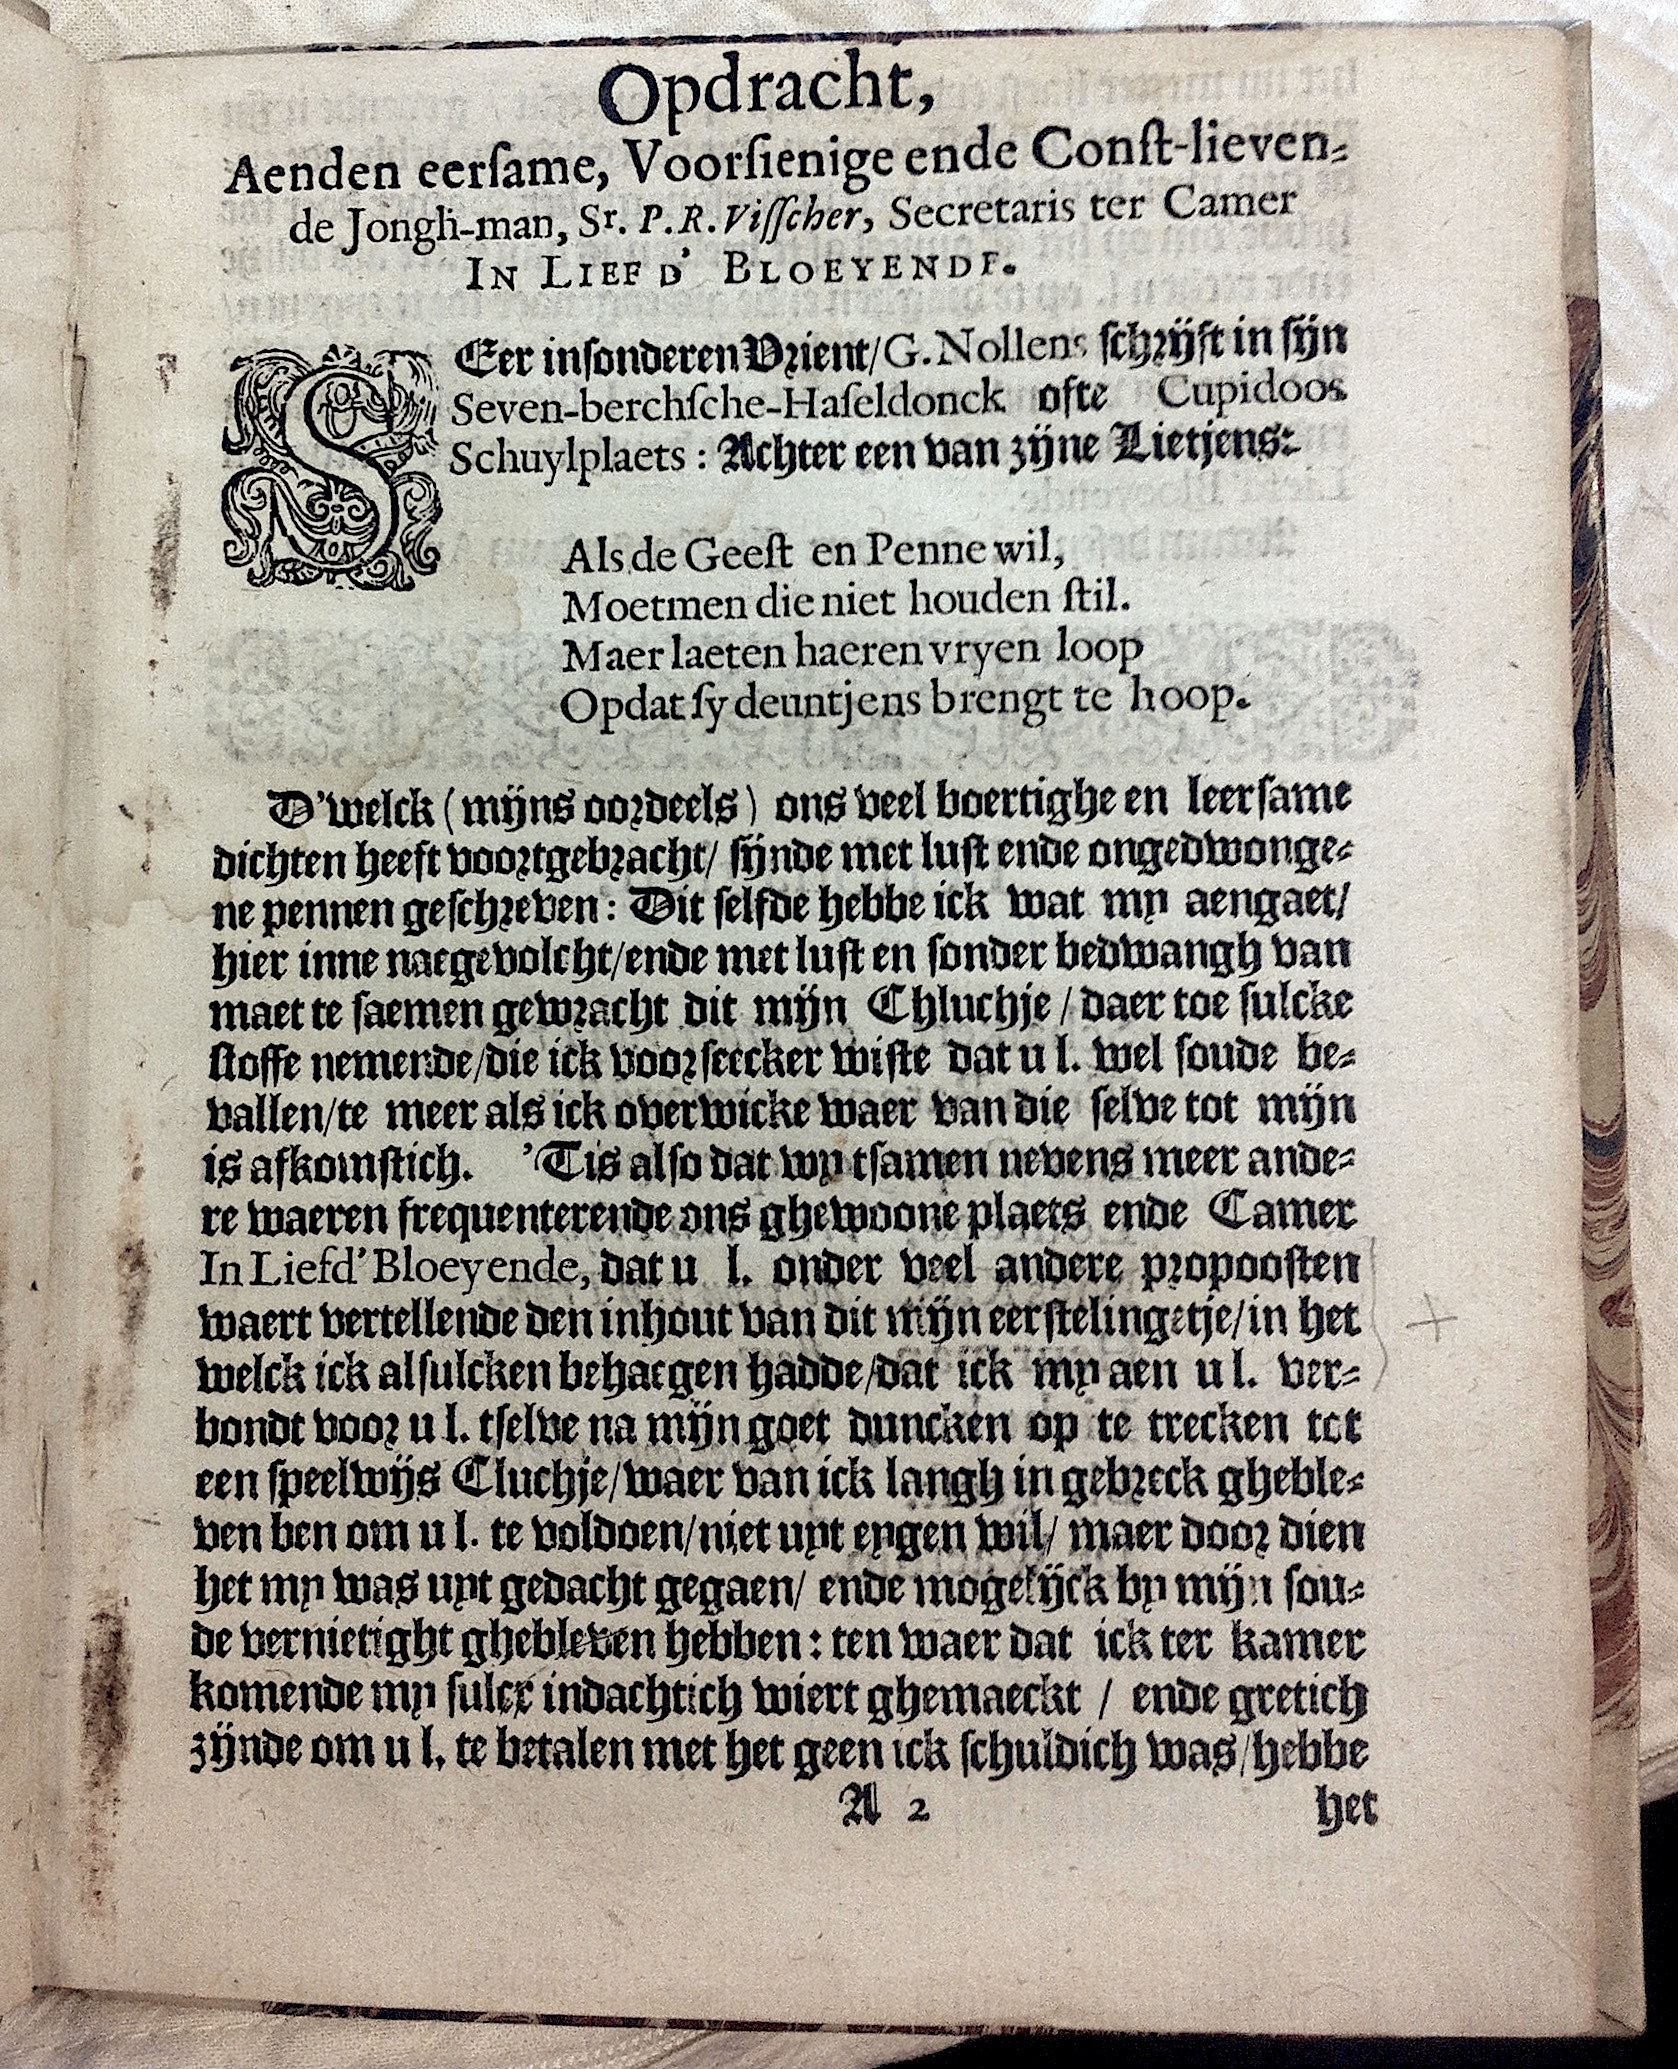 Opdracht,
Aenden eerſame, Voorſienige ende Conſt-lieven-
de Jongh-man, Sr. P. R. Viſſcher, Secretaris ter Camer
IN LIEFD' BLOEYENDE.
SEer inſonderen Vrient/ G. Nollens ſchrijft in ſijn
Seven-berchſche-Haſeldonck ofte Cupidoos
Schuylplaets : Achter een van zijne Lietjens:
Als de Geeſt en Penne wil,
Moetmen die niet houden ſtil.
Maer laeten haeren vryen loop
Opdat ſy deuntjens brengt te hoop.
D'welck (mijns oordeels) ons veel boertighe en leerſame
dichten heeft voortgebracht/ ſijnde met luſt ende ongedwonge-
ne pennen geſchreven : Dit ſelfde hebbe ick wat my aengaet/
hier inne naegevolcht/ende met luſt en ſonder bedwangh van
maet te ſaemen gewracht dit mijn Chluchje / daer toe ſulcke
ſtoffe nemende/die ick voorſeecker wiſte dat u l. wel ſoude be-
vallen/te meer als ick overwicke waer van die ſelve tot mijn
is afkomſtich. 'Tis alſo dat wy tſamen nevens meer ande-
re waeren frequenterende ons ghewoone plaets ende Camer
In Liefd' Bloeyende, dat u l. onder veel andere propooſten
waert vertellende den inhout van dit mijn eerſtelingetje/in het
welck ick alſulcken behaegen hadde/dat ick my aen u l. ver-
bondt voor u l. tſelve na mijn goet duncken op te trecken tot
een ſpeelwijs Cluchje/waer van ick langh in gebreck gheble-
ven ben om u l. te voldoen/niet uyt eygen wil/ maer door dien
het my was uyt gedacht gegaen/ ende mogelijck by mijn ſou-
de vernietight ghebleven hebben : ten waer dat ick ter kamer
komende my ſulcx indachtich wiert ghemaeckt / ende gretich
zijnde om u l. te betalen met het geen ick ſchuldich was/hebbe
A 2 het